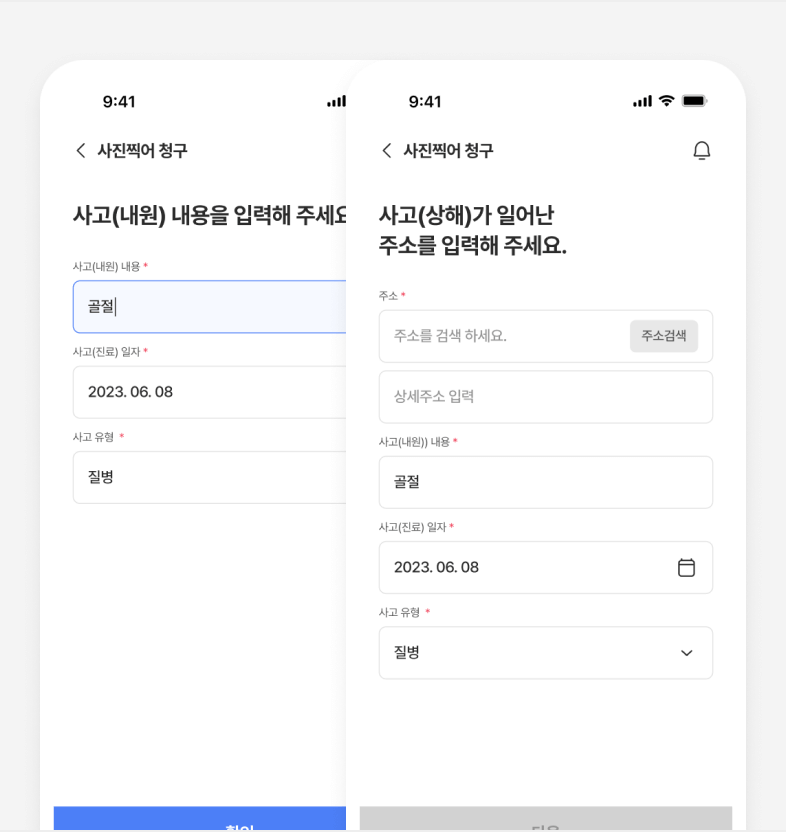 9:41
사진찍어 청구
사고(내원) 내용을 입력해 주세요
사고(내원) 내용 *
골절
사고(진료) 일자 *
2023. 06. 08
사고 유형 *
질병
9:41
사진찍어 청구
사고(상해)가 일어난
주소를 입력해 주세요.
주소 *
주소를 검색 하세요.
주소검색
상세주소 입력
사고(내원)) 내용 *
골절
사고(진료) 일자 *
2023. 06. 08
사고 유형 *
질병